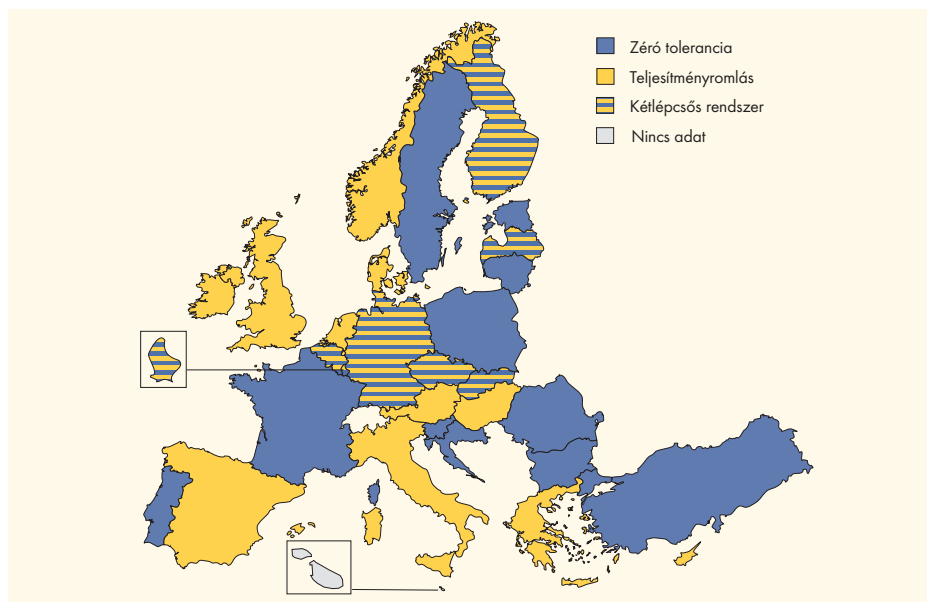 Zéró tolerancia
Teljesítményromlás
Kétlépcsős rendszer
Nincs adat